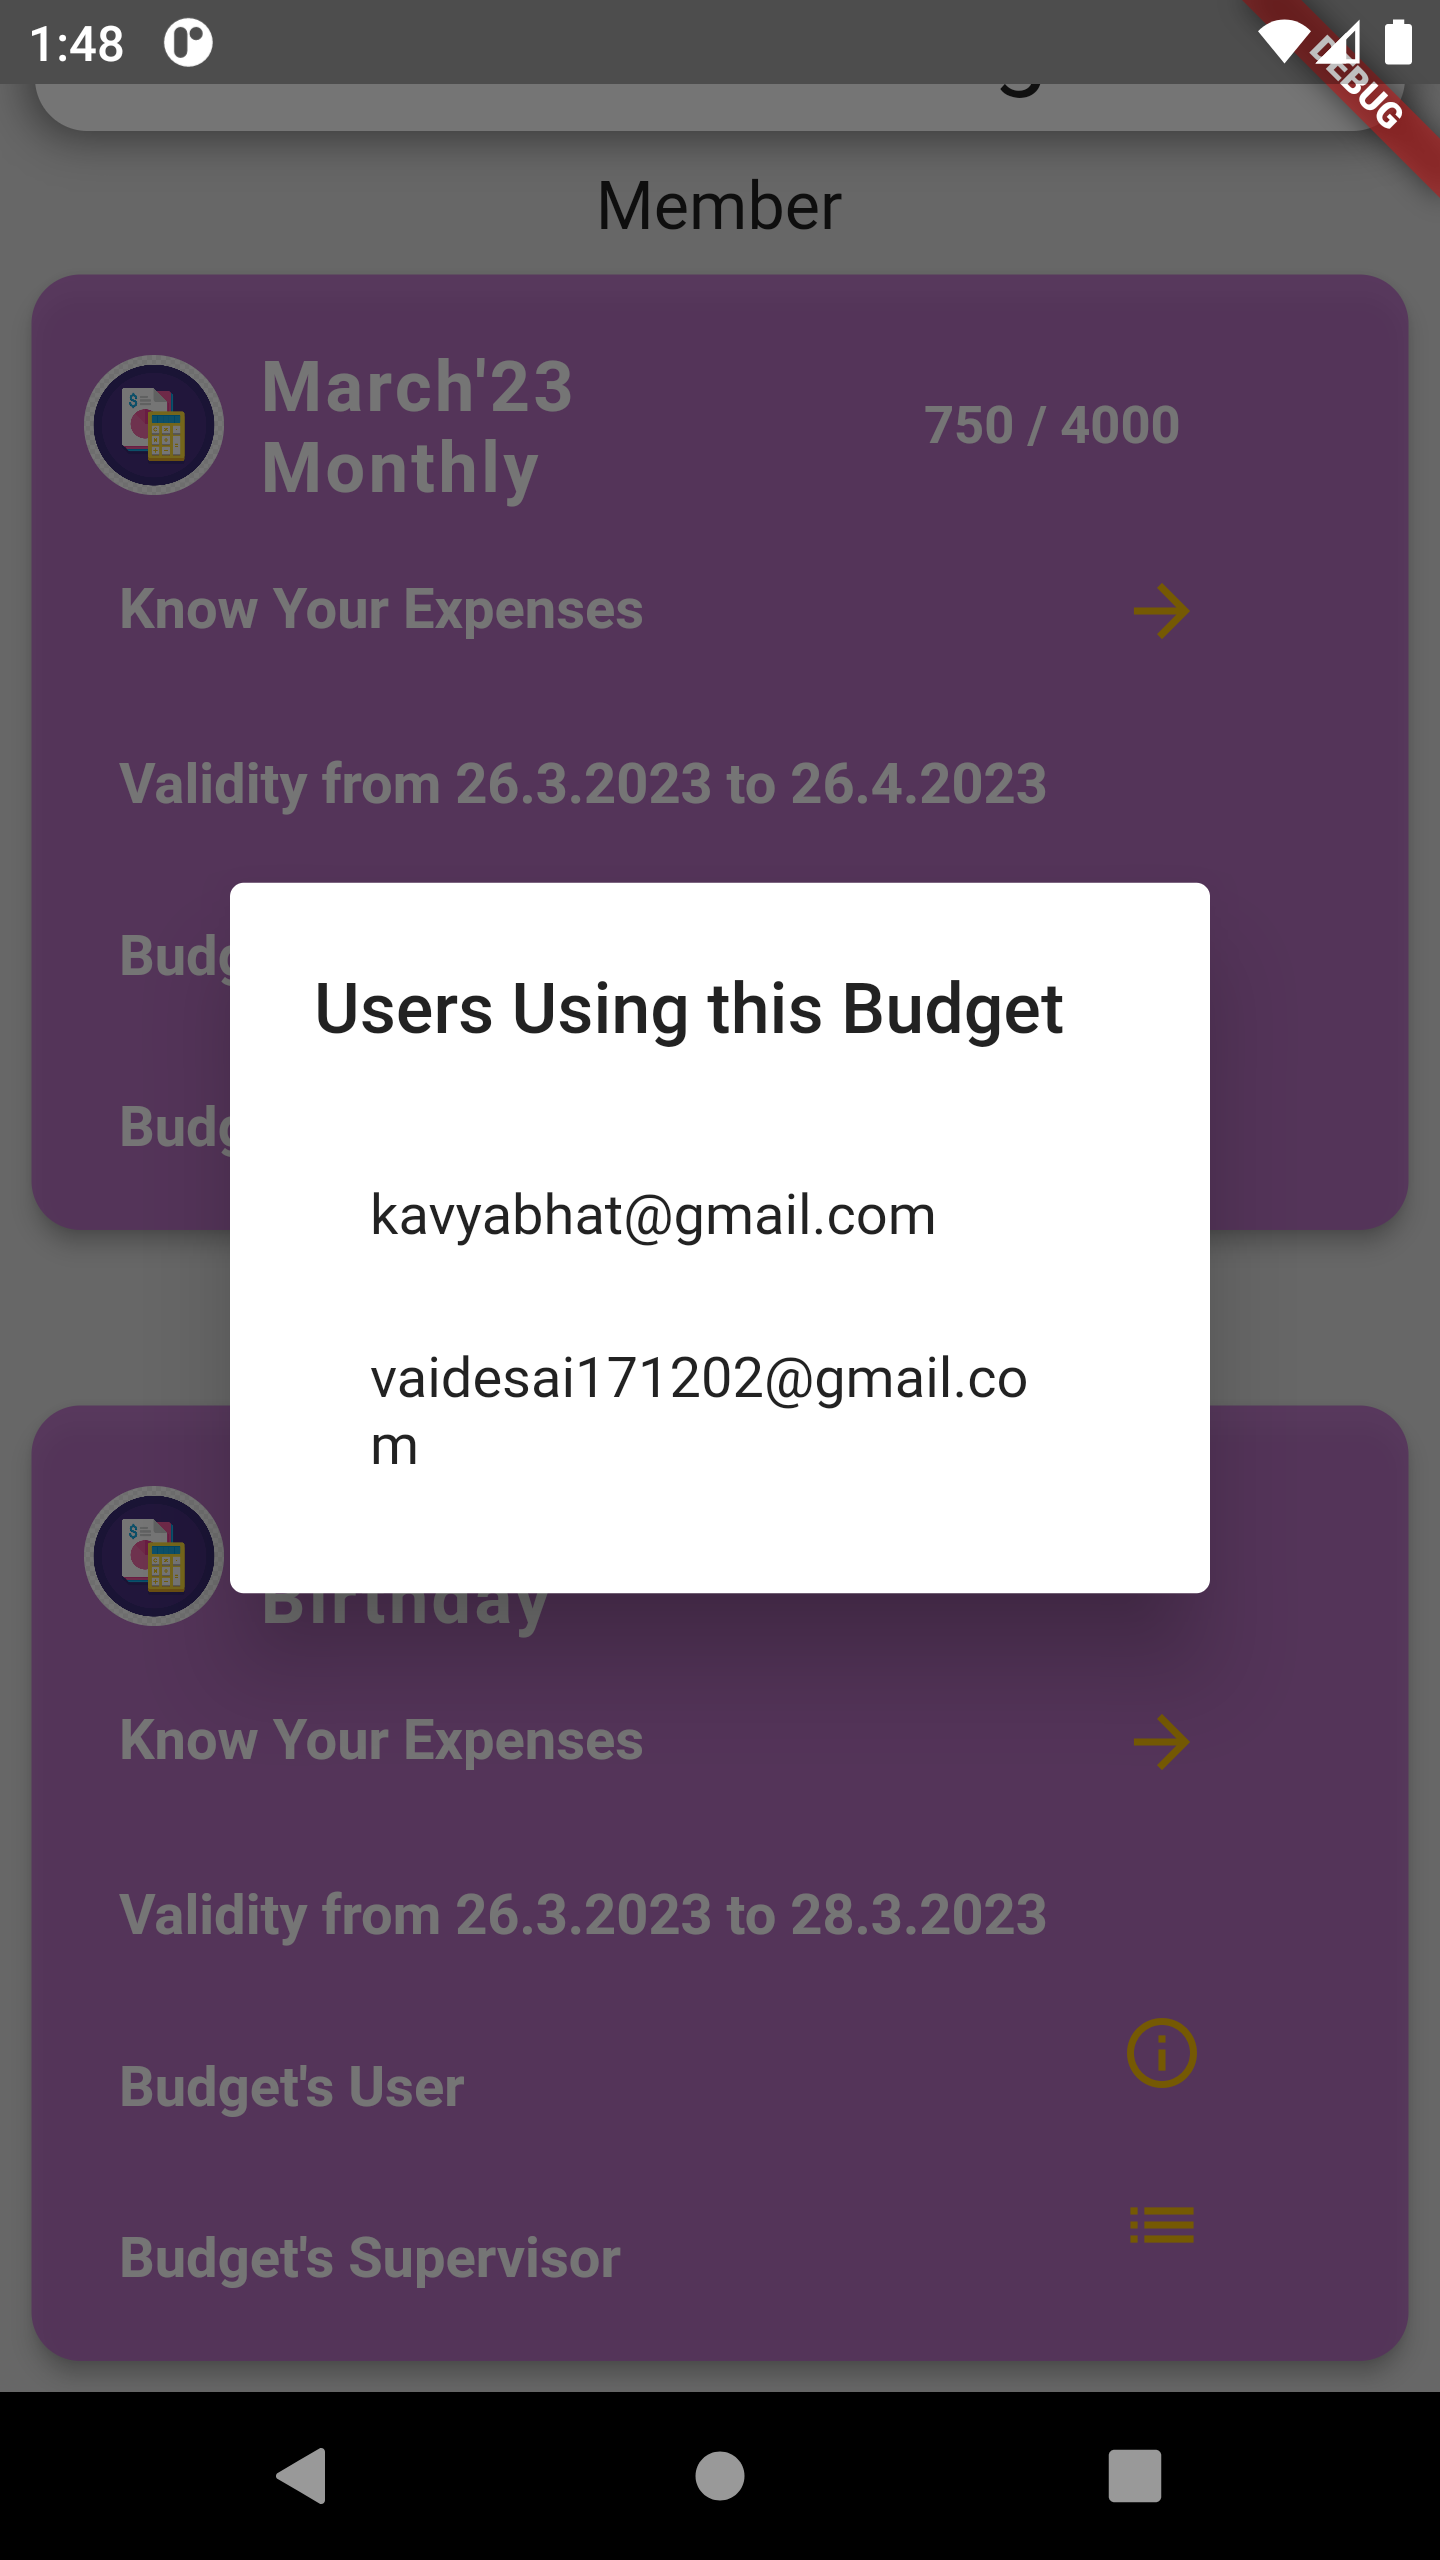 1:48
DEBUG
Member
March'23
Monthly
750 / 4000
Know Your Expenses
Validity from 26.3.2023 to 26.4.2023
Users Using this Budget
kavyabhat@gmail.com
vaidesai171202@gmail.co
m
Birthday
Know Your Expenses
Validity from 26.3.2023 to 28.3.2023
Budget's User
Budget's Supervisor